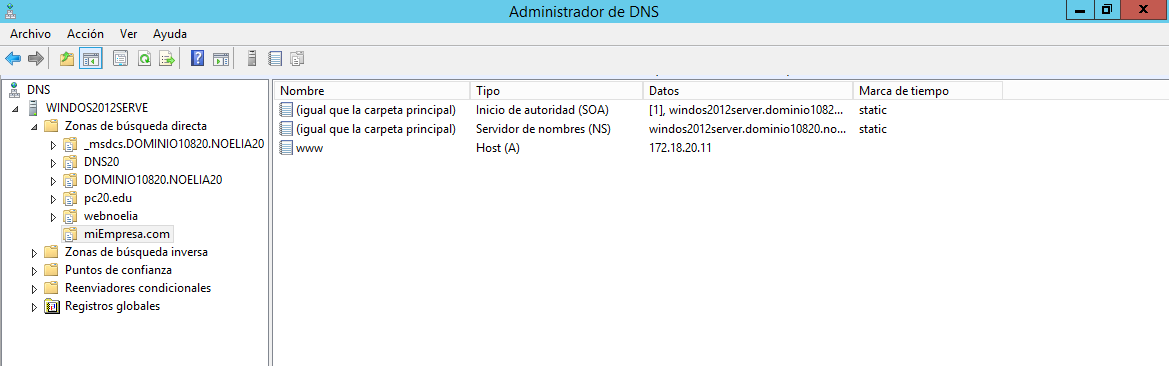 Administrador de DNS
Archivo Acción Ver Ayuda
DNS
WINDOS2012SERVE
Zonas de búsqueda directa
_msdcs.DOMINIO10820.NOELIA20
DNS20
DOMINIO10820.NOELIA20
pc20.edu
webnoelia
miEmpresa.com
Zonas de búsqueda inversa
Puntos de confianza
Reenviadores condicionales
Registros globales
Nombre Tipo Datos Marca de tiempo
(igual que la carpeta principal) Inicio de autoridad (SOA) [1], windos2012server.dominio1082... static
(igual que la carpeta principal) Servidor de nombres (NS) windos2012server.dominio10820.no... static
www Host (A) 172.18.20.11